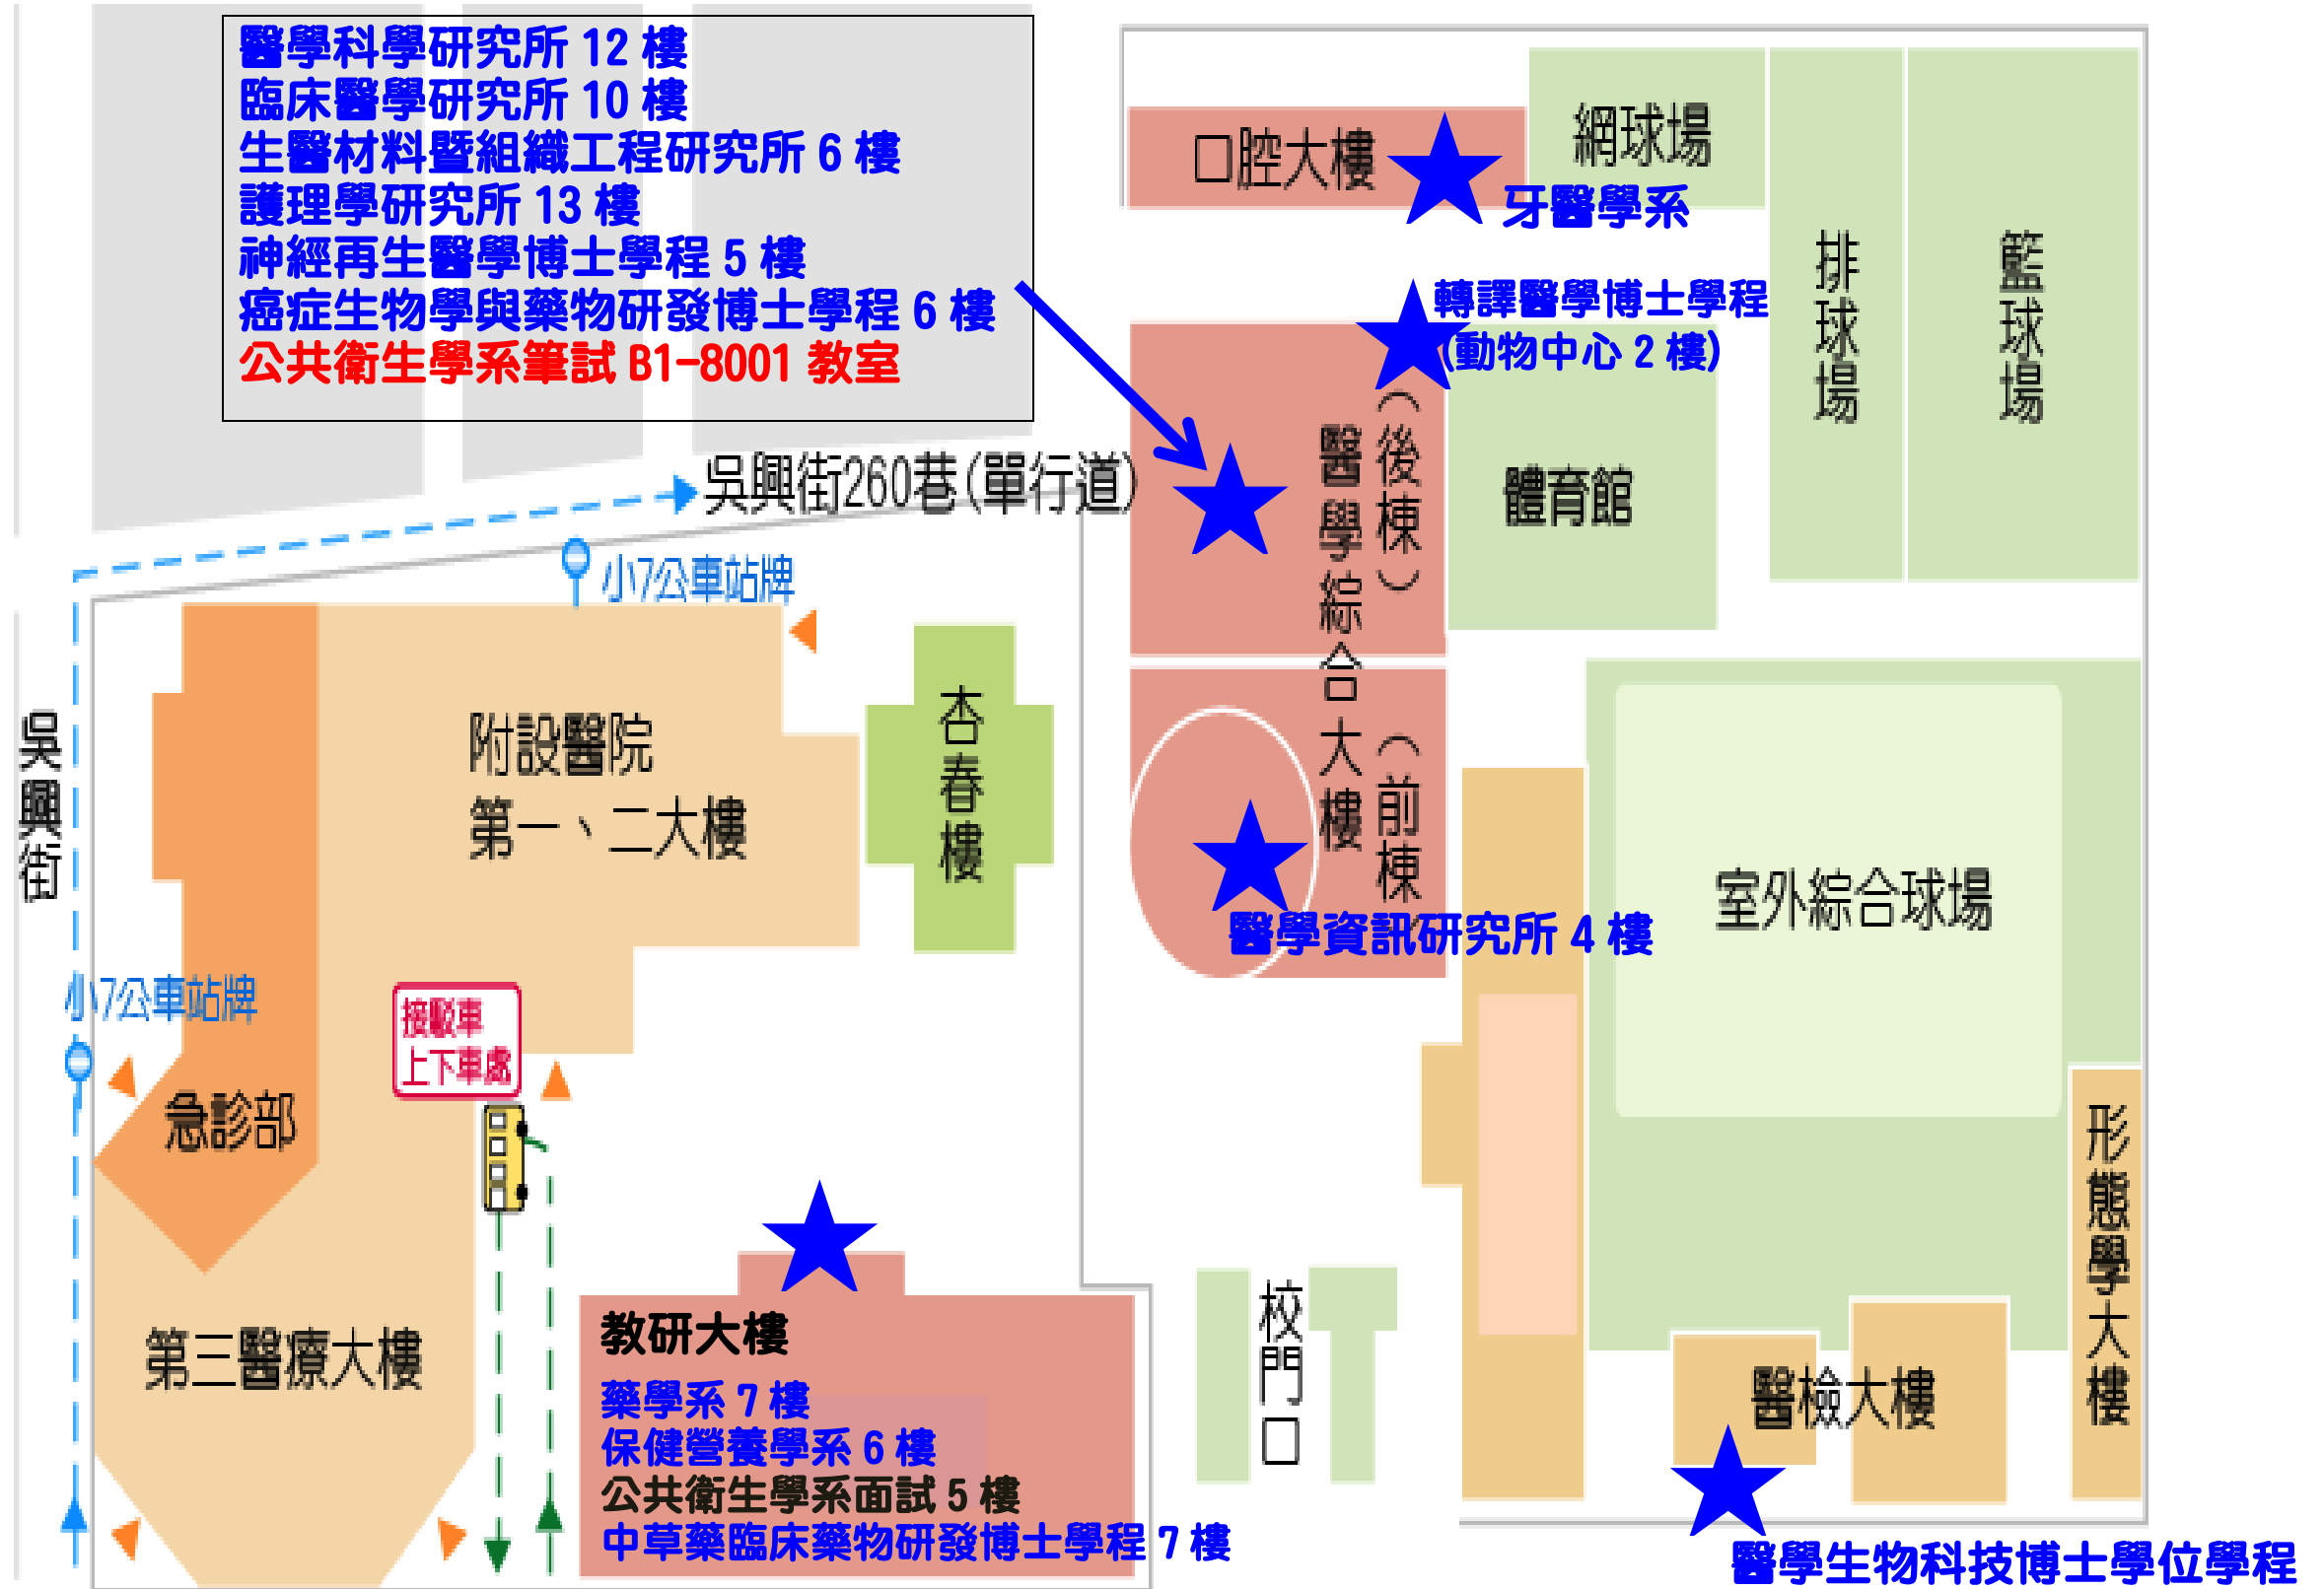 醫學科學研究所 12 樓
臨床醫學研究所 10 樓
生醫材料暨組織工程研究所 6 樓
護理學研究所 13 樓
神經再生醫學博士學程 5 樓
癌症生物學與藥物研發博士學程 6 樓
公共衛生學系筆試 B1-8001 教室
口腔大樓
網球場
牙醫學系
轉譯醫學博士學程
(動物中心 2 樓)
排球場
籃球場
吳興街260巷(單行道)
小7公車站牌
醫學綜合大樓
（後棟）
體育館
吳興街
附設醫院
第一、二大樓
杏春樓
（前棟）
醫學資訊研究所 4 樓
室外綜合球場
小7公車站牌
接駁車
上下車處
急診部
形態學大樓
第三醫療大樓
教研大樓
藥學系 7 樓
保健營養學系 6 樓
公共衛生學系面試 5 樓
中草藥臨床藥物研發博士學程 7 樓
校門口
醫檢大樓
醫學生物科技博士學位學程